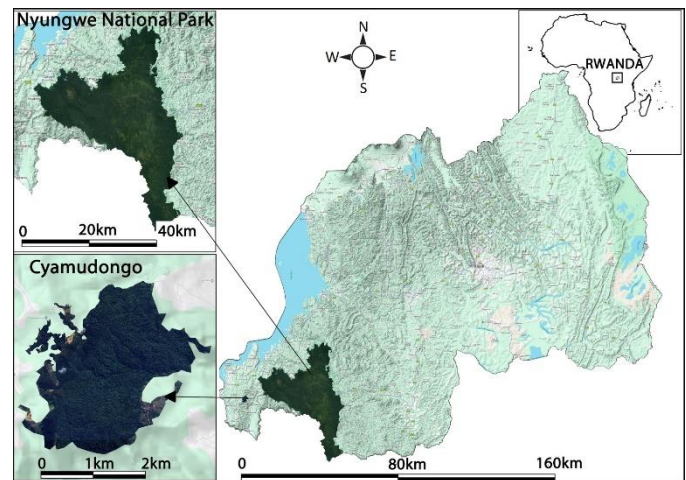 Nyungwe National Park
0 20km 40km
Cyamudongo
0 1km 2km
N
W E
S
RWANDA
0 80km 160km